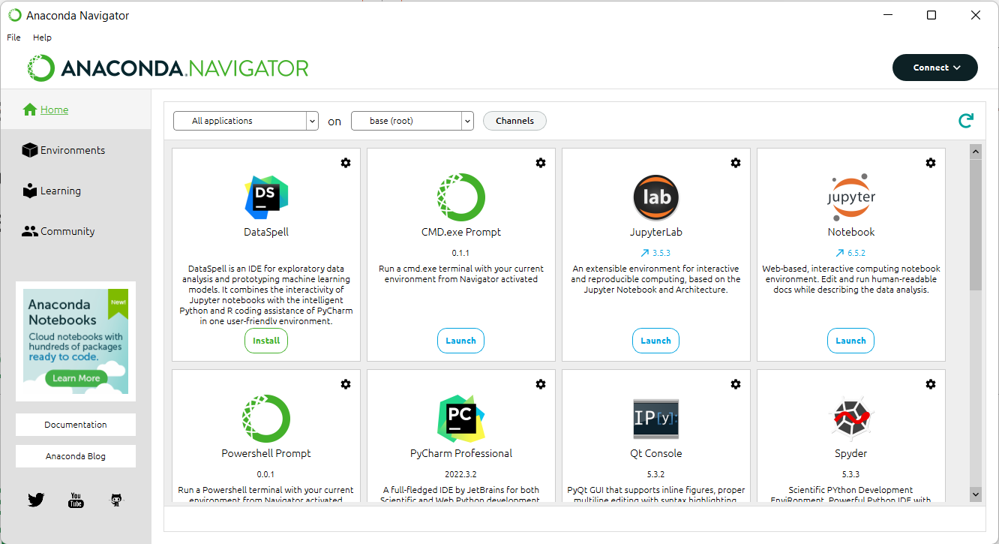 Anaconda Navigator
File Help
ANACONDA.NAVIGATOR
Connect
Home
Environments
Learning
Community
Anaconda
Notebooks
New!
Cloud notebooks with
hundreds of packages
ready to code.
Learn More
Documentation
Anaconda Blog
You
Tube
All applications on base (root) Channels
DS
DataSpell
DataSpell is an IDE for exploratory data
analysis and prototyping machine learning
models. It combines the interactivity of
Jupyter notebooks with the intelligent
Python and R coding assistance of PyCharm
in one user-friendly environment.
Install
CMD.exe Prompt
0.1.1
Run a cmd.exe terminal with your current
environment from Navigator activated
Launch
lab
JupyterLab
3.5.3
An extensible environment for interactive
and reproducible computing, based on the
Jupyter Notebook and Architecture.
Launch
jupyter
Notebook
6.5.2
Web-based, interactive computing notebook
environment. Edit and run human-readable
docs while describing the data analysis.
Launch
Powershell Prompt
0.0.1
Run a Powershell terminal with your current
environment from Navigator activated
PC
PyCharm Professional
2022.3.2
A full-fledged IDE by JetBrains for both
Scientific and Web Python development.
IP[y]:
Qt Console
5.3.2
PyQt GUI that supports inline figures, proper
multiline editing with syntax highlighting,
Spyder
5.3.3
Scientific PYthon Development
EnviRonment. Powerful Python IDE with